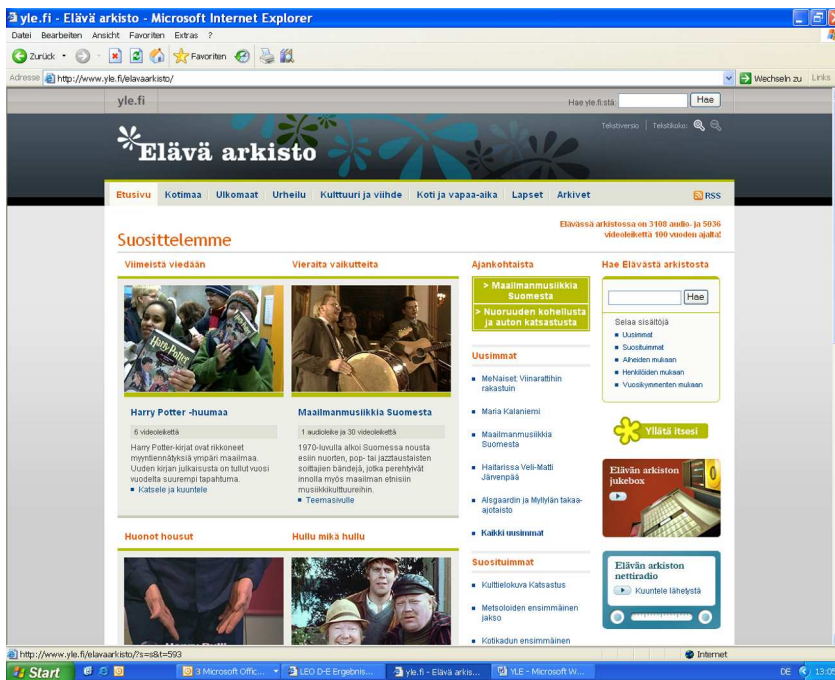 yle.fi - Elävä arkisto - Microsoft Internet Explorer
Datei Bearbeiten Ansicht Favoriten Extras ?
Zurück Favoriten
Adresse http://www.yle.fi/elavaarkisto/ Wechseln zu Links
yle.fi Hae yle.fi:stä: Hae
Tekstiversio | Tekstikoko:
Elävä arkisto
Etusivu Kotimaa Ulkomaat Urheilu Kulttuuri ja viihde Koti ja vapaa-aika Lapset Arkivet RSS
Elävässä arkistossa on 3108 audio- ja 5036
videoleikettä 100 vuoden ajalta!
Suosittelemme
Viimeistä viedään
Harry Potter
Harry Potter -huumaa
6 videoleikettä
Harry Potter-kirjat ovat rikkoneet
myyntiennätyksiä ympäri maailmaa.
Uuden kirjan julkaisusta on tullut vuosi
vuodelta suurempi tapahtuma.
Katsele ja kuuntele
Vieraita vaikutteita
Maailmanmusiikkia Suomesta
1 audioleike ja 30 videoleikettä
1970-luvulla alkoi Suomessa nousta
esiin nuorten, pop- tai jazztaustaisten
soittajien bändejä, jotka perehtyivät
innolla myös maailman etnisiin
musiikkikulttuureihin.
Teemasivulle
Huonot housut
Hullu mikä hullu
Ajankohtaista
> Maailmanmusiikkia
Suomesta
> Nuoruuden kohellusta
ja auton katsastusta
Uusimmat
MeNaiset: Viinarattihin
rakastuin
Maria Kalaniemi
Maailmanmusiikkia
Suomesta
Haitarissa Veli-Matti
Järvenpää
Alsgaardin ja Myllylän takaa-
ajotaisto
Kaikki uusimmat
Suosituimmat
Kulttielokuva Katsastus
Metsoloiden ensimmäinen
jakso
Kotikadun ensimmäinen
Hae Elävästä arkistosta
Hae
Selaa sisältöjä
Uusimmat
Suosituimmat
Aiheiden mukaan
Henkilöiden mukaan
Vuosikymmenten mukaan
Yllätä itsesi
Elävän arkiston
jukebox
Elävän arkiston
nettiradio
Kuuntele lähetystä
http://www.yle.fi/elavaarkisto/?s=s&t=593 Internet
Start 3 Microsoft Offic... LEO D-E Ergebnis... yle.fi - Elävä arkis... YLE - Microsoft W... DE 13:05